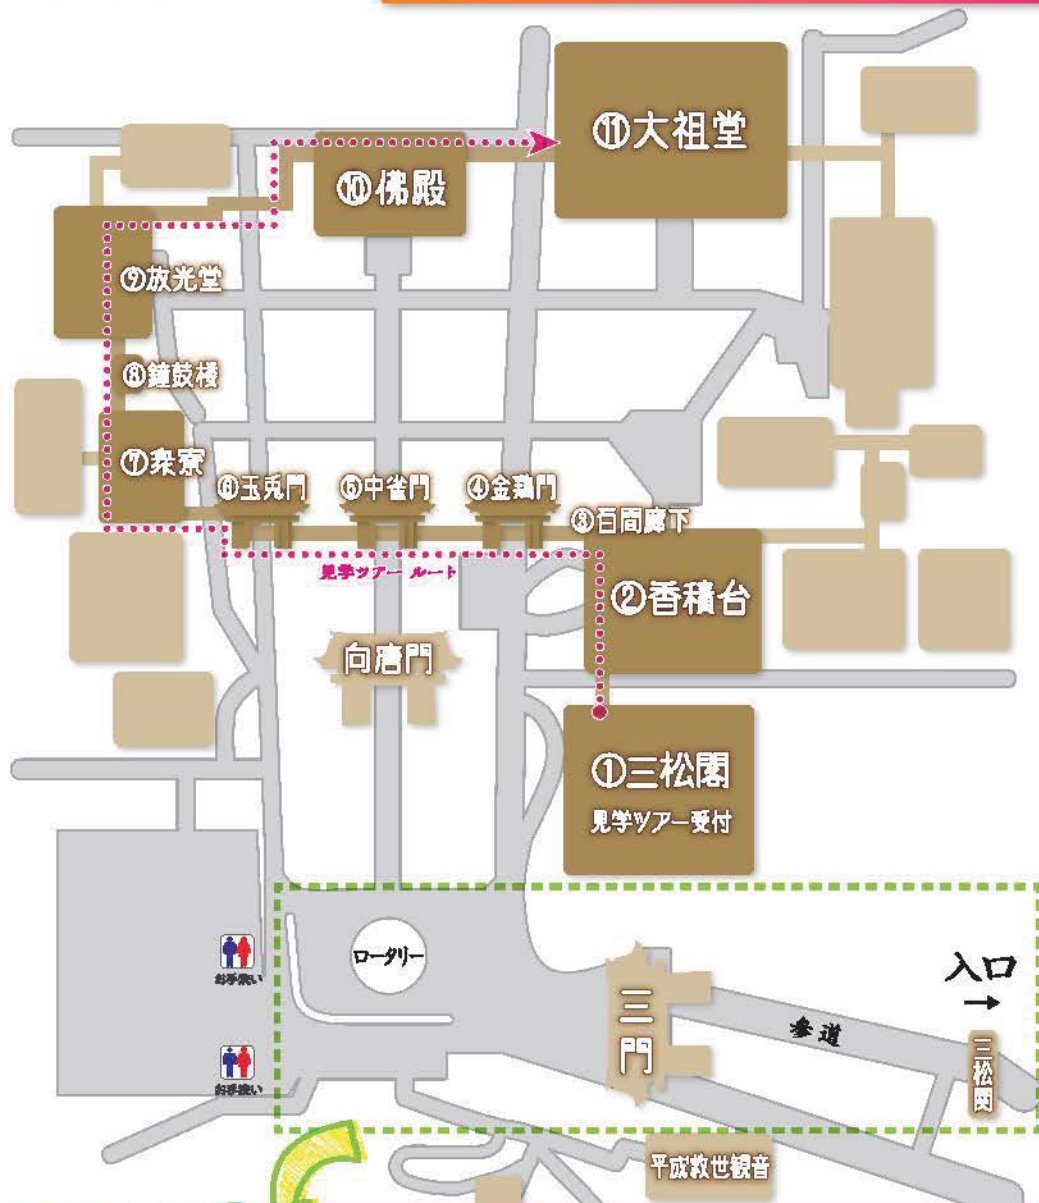 ⑪大祖堂
⑩佛殿
⑨放光堂
⑧鐘鼓楼
⑦衆寮
⑥玉兎門
⑤中雀門
④金鶏門
③百間廊下
見学ツアー ルート
②香積台
向唐門
①三松閣
見学ツアー受付
ロータリー
お手洗い
入口
→
三門
参道
お手洗い
三松関
平成救世観音